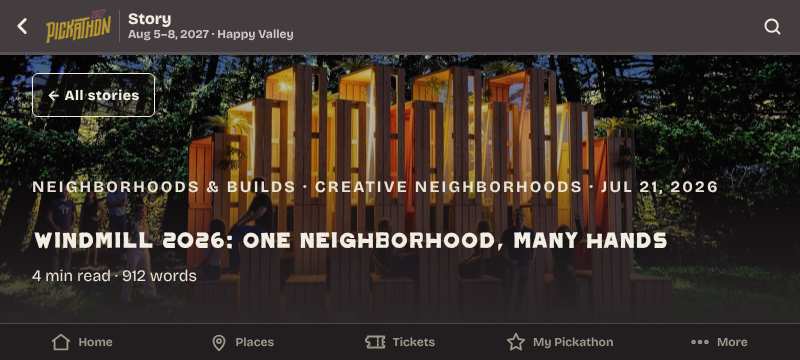 PICKATHON
Story
Aug 5–8, 2027 · Happy Valley
← All stories
NEIGHBORHOODS & BUILDS · CREATIVE NEIGHBORHOODS · JUL 21, 2026
WINDMILL 2026: ONE NEIGHBORHOOD, MANY HANDS
4 min read · 912 words
Home
Places
Tickets
My Pickathon
More